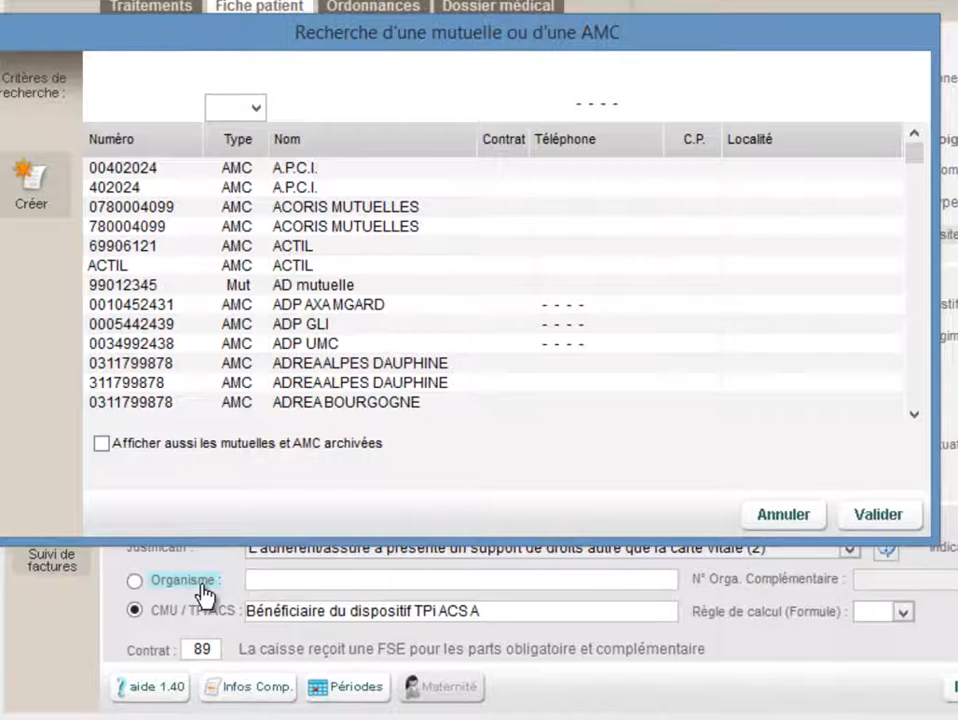 Traitements Fiche patient Ordonnances Dossier médical
Recherche d'une mutuelle ou d'une AMC
Critères de
recherche :
- - - -
Numéro Type Nom Contrat Téléphone C.P. Localité
00402024 AMC A.P.C.I.
402024 AMC A.P.C.I.
0780004099 AMC ACORIS MUTUELLES
780004099 AMC ACORIS MUTUELLES
69906121 AMC ACTIL
ACTIL AMC ACTIL
99012345 Mut AD mutuelle
0010452431 AMC ADP AXA MGARD - - - -
0005442439 AMC ADP GLI - - - -
0034992438 AMC ADP UMC
0311799878 AMC ADREA ALPES DAUPHINE
311799878 AMC ADREA ALPES DAUPHINE
0311799878 AMC ADREA BOURGOGNE
Créer
Afficher aussi les mutuelles et AMC archivées
Annuler Valider
Suivi de
factures
Justificatif : L'adhérent/assuré a présenté un support de droits autre que la carte Vitale (2)
Organisme : N° Orga. Complémentaire :
CMU / TPi ACS : Bénéficiaire du dispositif TPi ACS A Règle de calcul (Formule) :
Contrat : 89 La caisse reçoit une FSE pour les parts obligatoire et complémentaire
aide 1.40 Infos Comp. Périodes Maternité